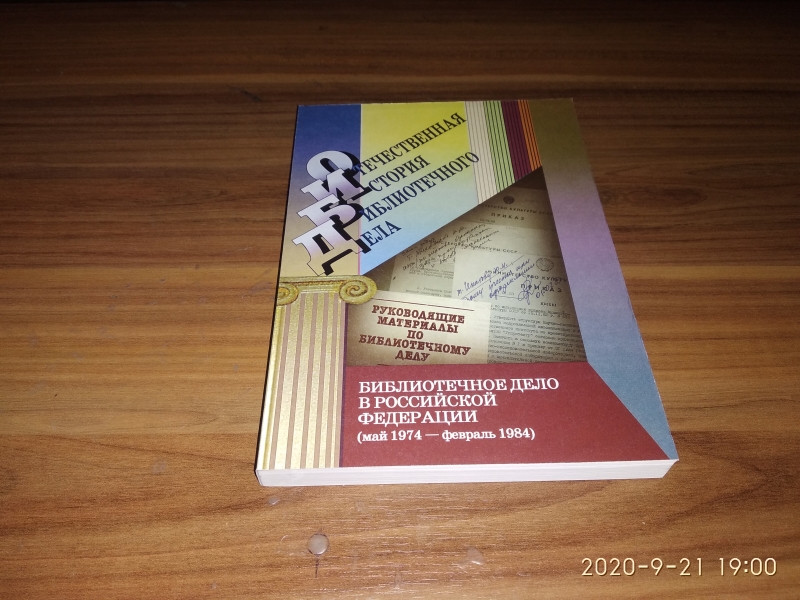 ОТЕЧЕСТВЕННАЯ
ИСТОРИЯ
БИБЛИОТЕЧНОГО
ДЕЛА
ПРИКАЗ
РУКОВОДЯЩИЕ
МАТЕРИАЛЫ
ПО
БИБЛИОТЕЧНОМУ
ДЕЛУ
БИБЛИОТЕЧНОЕ ДЕЛО
В РОССИЙСКОЙ
ФЕДЕРАЦИИ
(май 1974 — февраль 1984)
2020-9-21 19:00